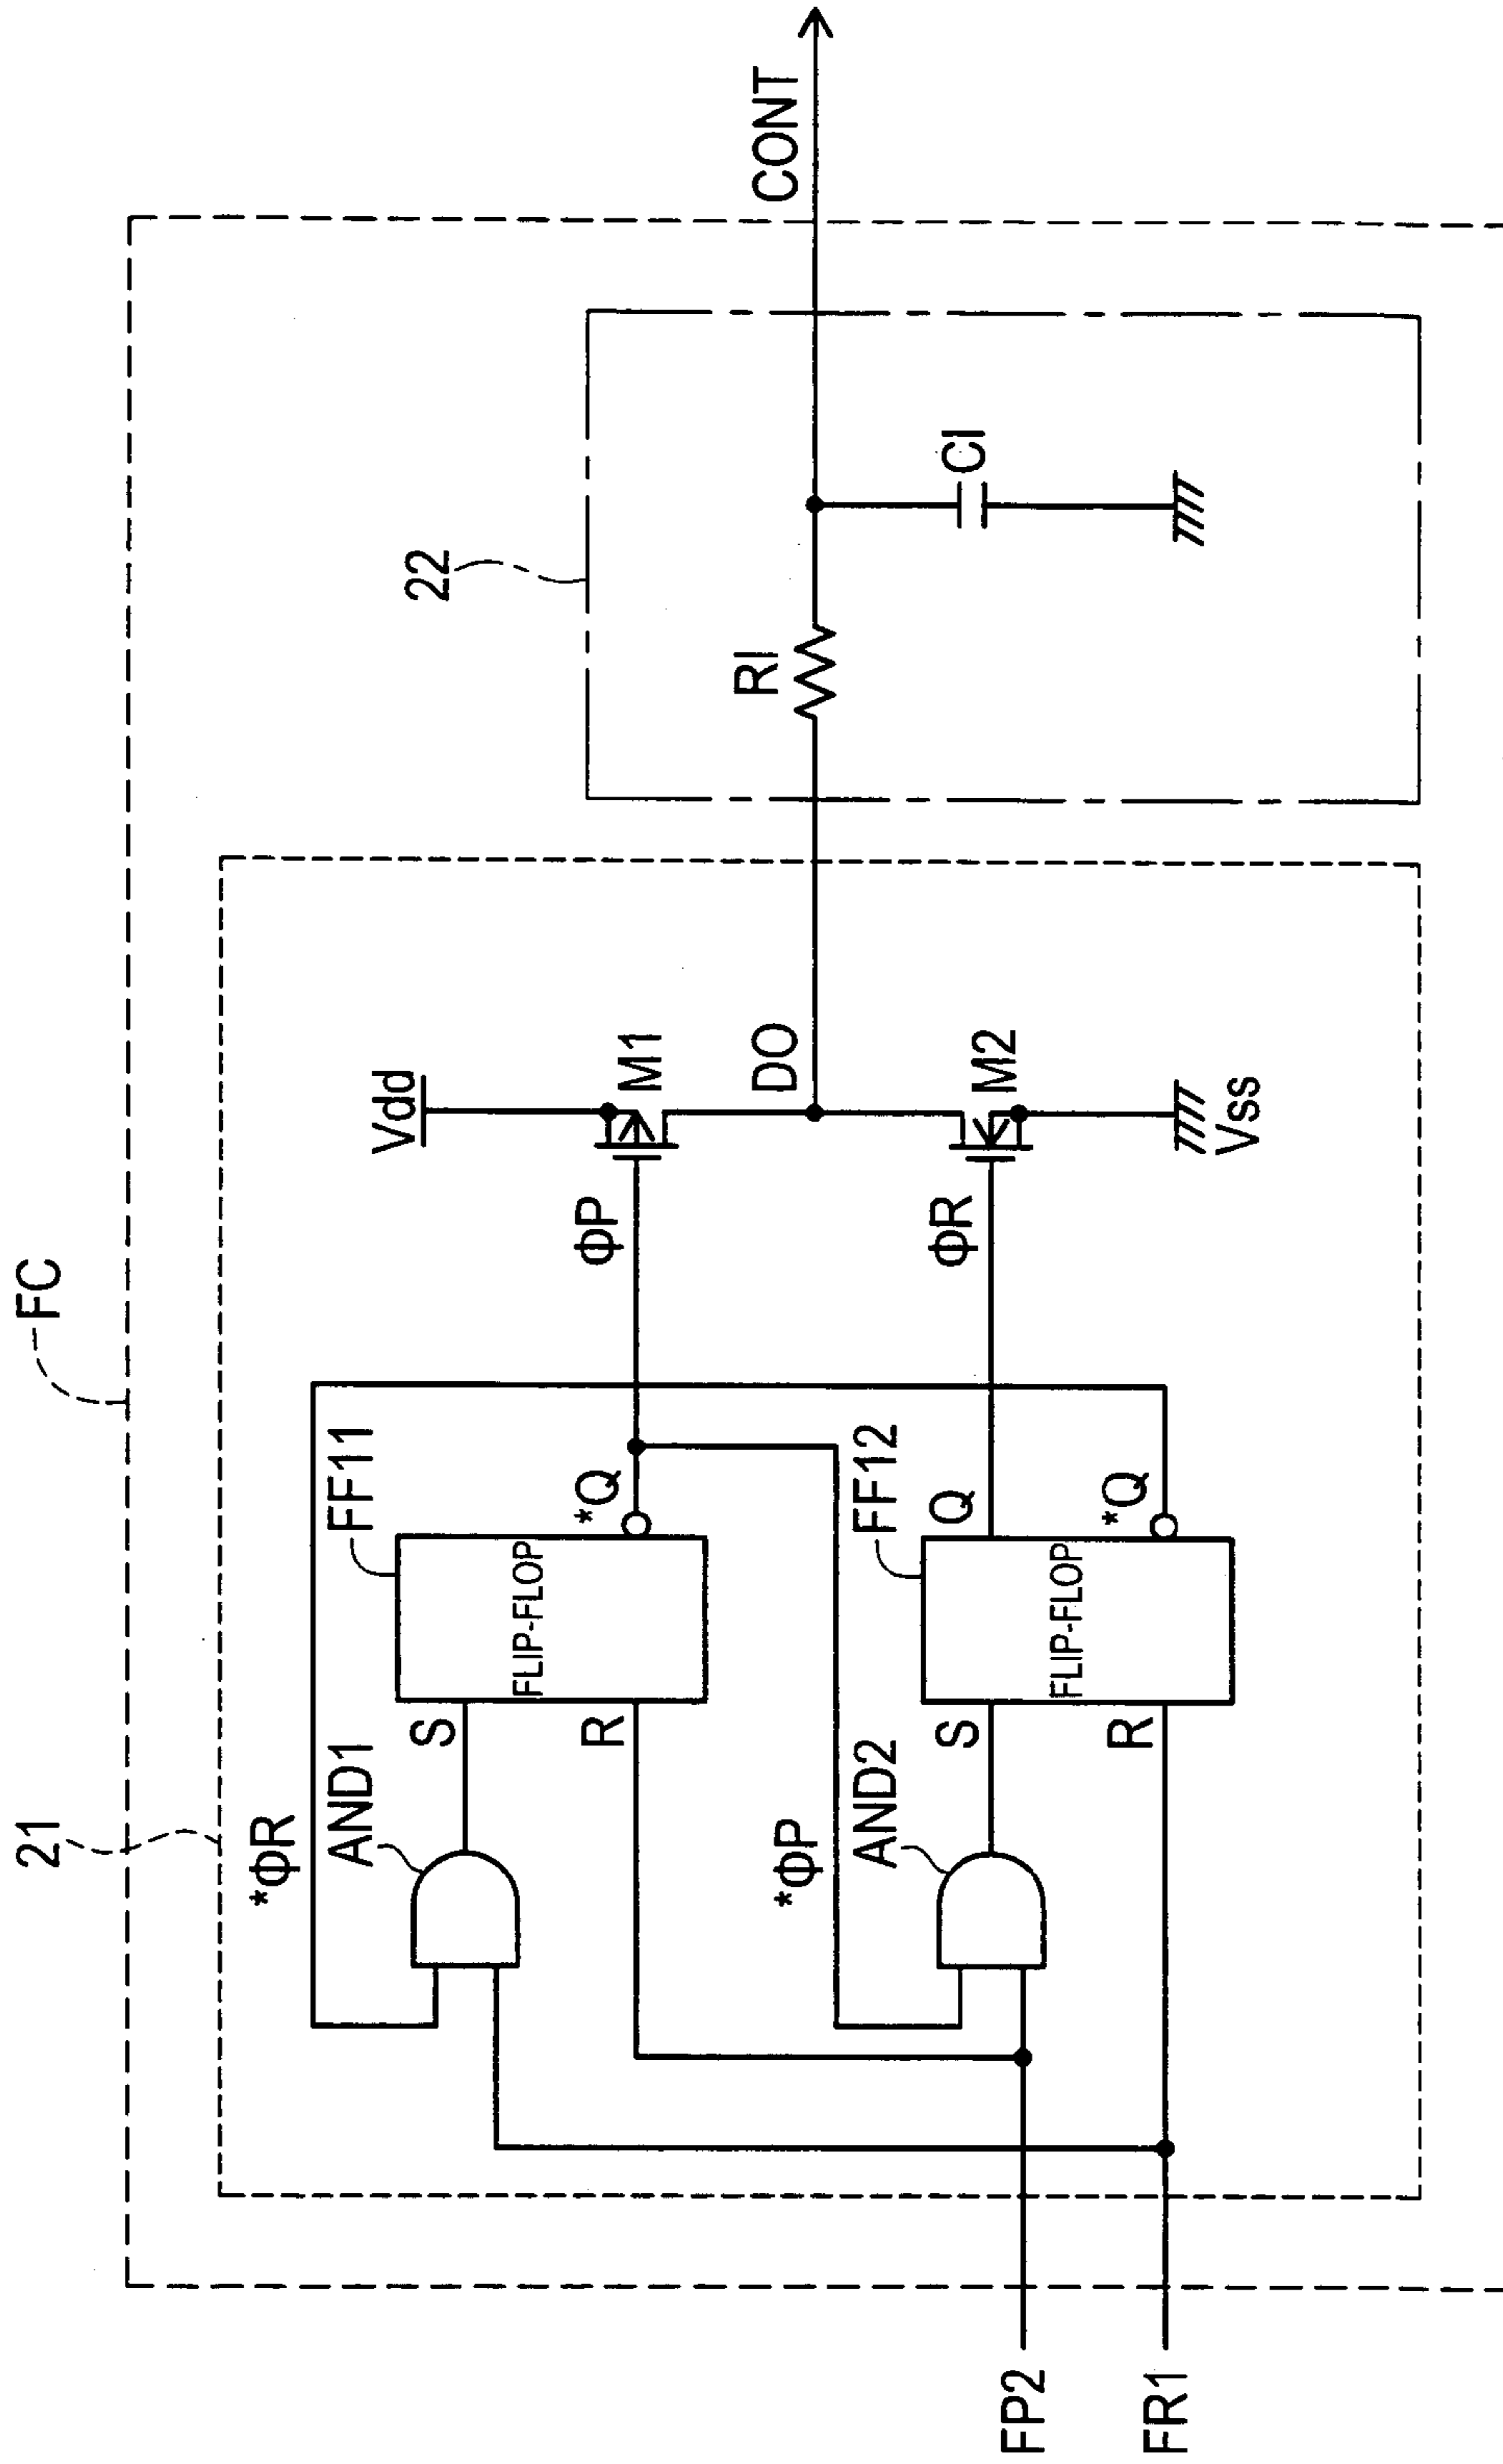 FC
21
22
*ΦR
AND1
FF11
S
R
FLIP-FLOP
*Q
ΦP
Vdd
M1
DO
RI
CI
CONT
*ΦP
AND2
FF12
S
R
FLIP-FLOP
Q
*Q
ΦR
M2
Vss
FP2
FR1